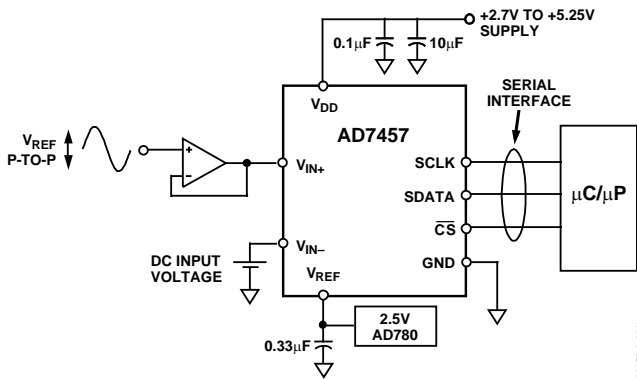 +2.7V TO +5.25V
SUPPLY
0.1µF
10µF
SERIAL
INTERFACE
VDD
AD7457
VREF
P-TO-P
+
−
VIN+
SCLK
SDATA
CS
GND
µC/µP
DC INPUT
VOLTAGE
VIN–
VREF
2.5V
AD780
0.33µF